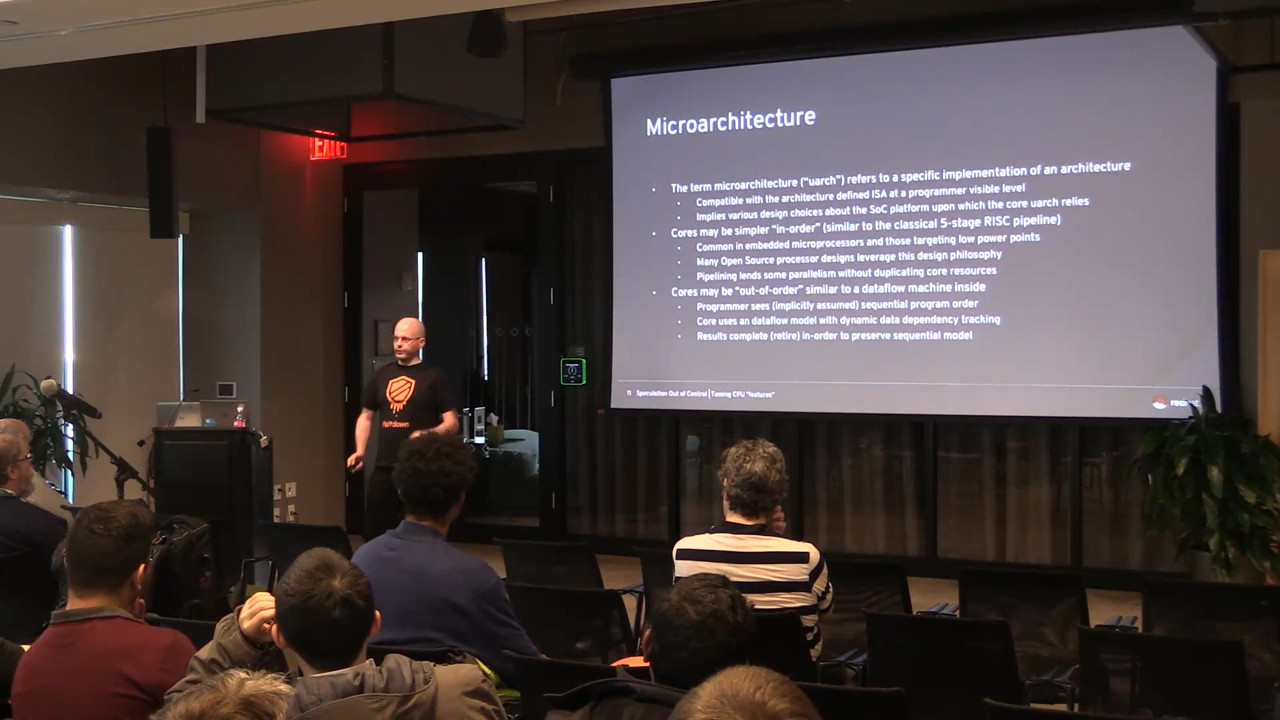 EXIT
Microarchitecture
The term microarchitecture ("uarch") refers to a specific implementation of an architecture
Compatible with the architecture defined ISA at a programmer visible level
Implies various design choices about the SoC platform upon which the core uarch relies
Cores may be simpler "in-order" (similar to the classical 5-stage RISC pipeline)
Common in embedded microprocessors and those targeting low power points
Many Open Source processor designs leverage this design philosophy
Pipelining lends some parallelism without duplicating core resources
Cores may be "out-of-order" similar to a dataflow machine inside
Programmer sees (implicitly assumed) sequential program order
Core uses an dataflow model with dynamic data dependency tracking
Results complete (retire) in-order to preserve sequential model
11 Speculation Out of Control | Taming CPU "features"